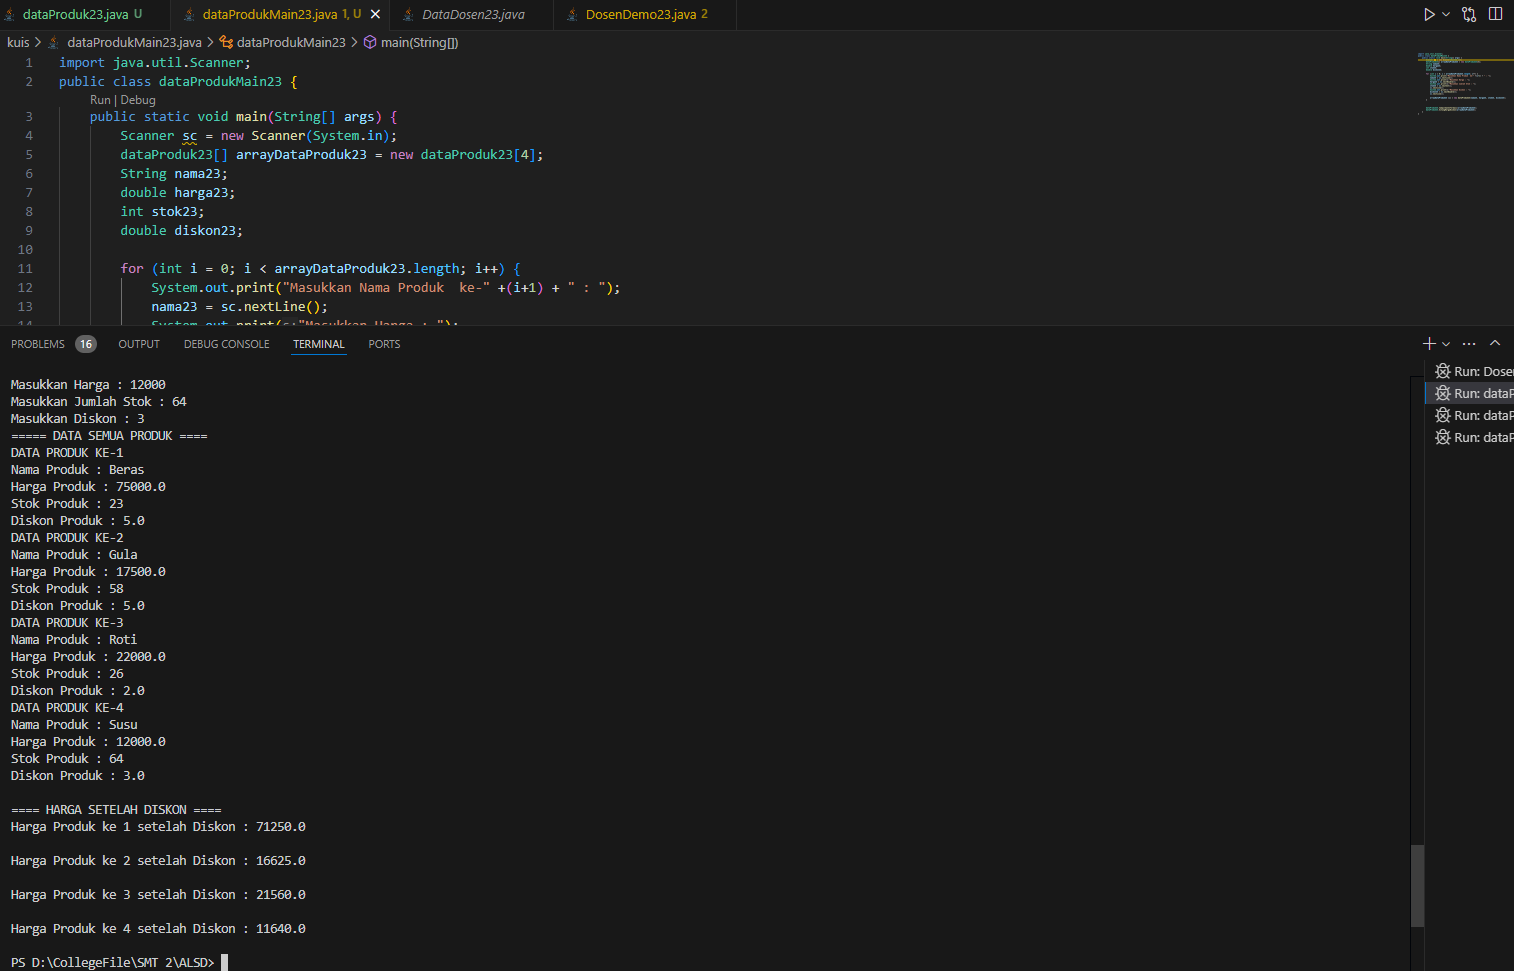 dataProduk23.java U
dataProdukMain23.java 1, U
DataDosen23.java
DosenDemo23.java 2
kuis > dataProdukMain23.java > dataProdukMain23 > main(String[])
1 import java.util.Scanner;
2 public class dataProdukMain23 {
Run | Debug
3 public static void main(String[] args) {
4 Scanner sc = new Scanner(System.in);
5 dataProduk23[] arrayDataProduk23 = new dataProduk23[4];
6 String nama23;
7 double harga23;
8 int stok23;
9 double diskon23;
10
11 for (int i = 0; i < arrayDataProduk23.length; i++) {
12 System.out.print("Masukkan Nama Produk  ke-" +(i+1) + " : ");
13 nama23 = sc.nextLine();
14 System.out.print(s:"Masukkan Harga : ");
PROBLEMS 16 OUTPUT DEBUG CONSOLE TERMINAL PORTS
Masukkan Harga : 12000
Masukkan Jumlah Stok : 64
Masukkan Diskon : 3
===== DATA SEMUA PRODUK ====
DATA PRODUK KE-1
Nama Produk : Beras
Harga Produk : 75000.0
Stok Produk : 23
Diskon Produk : 5.0
DATA PRODUK KE-2
Nama Produk : Gula
Harga Produk : 17500.0
Stok Produk : 58
Diskon Produk : 5.0
DATA PRODUK KE-3
Nama Produk : Roti
Harga Produk : 22000.0
Stok Produk : 26
Diskon Produk : 2.0
DATA PRODUK KE-4
Nama Produk : Susu
Harga Produk : 12000.0
Stok Produk : 64
Diskon Produk : 3.0
==== HARGA SETELAH DISKON ====
Harga Produk ke 1 setelah Diskon : 71250.0
Harga Produk ke 2 setelah Diskon : 16625.0
Harga Produk ke 3 setelah Diskon : 21560.0
Harga Produk ke 4 setelah Diskon : 11640.0
PS D:\CollegeFile\SMT 2\ALSD>
Run: Dosen
Run: dataP
Run: dataP
Run: dataP